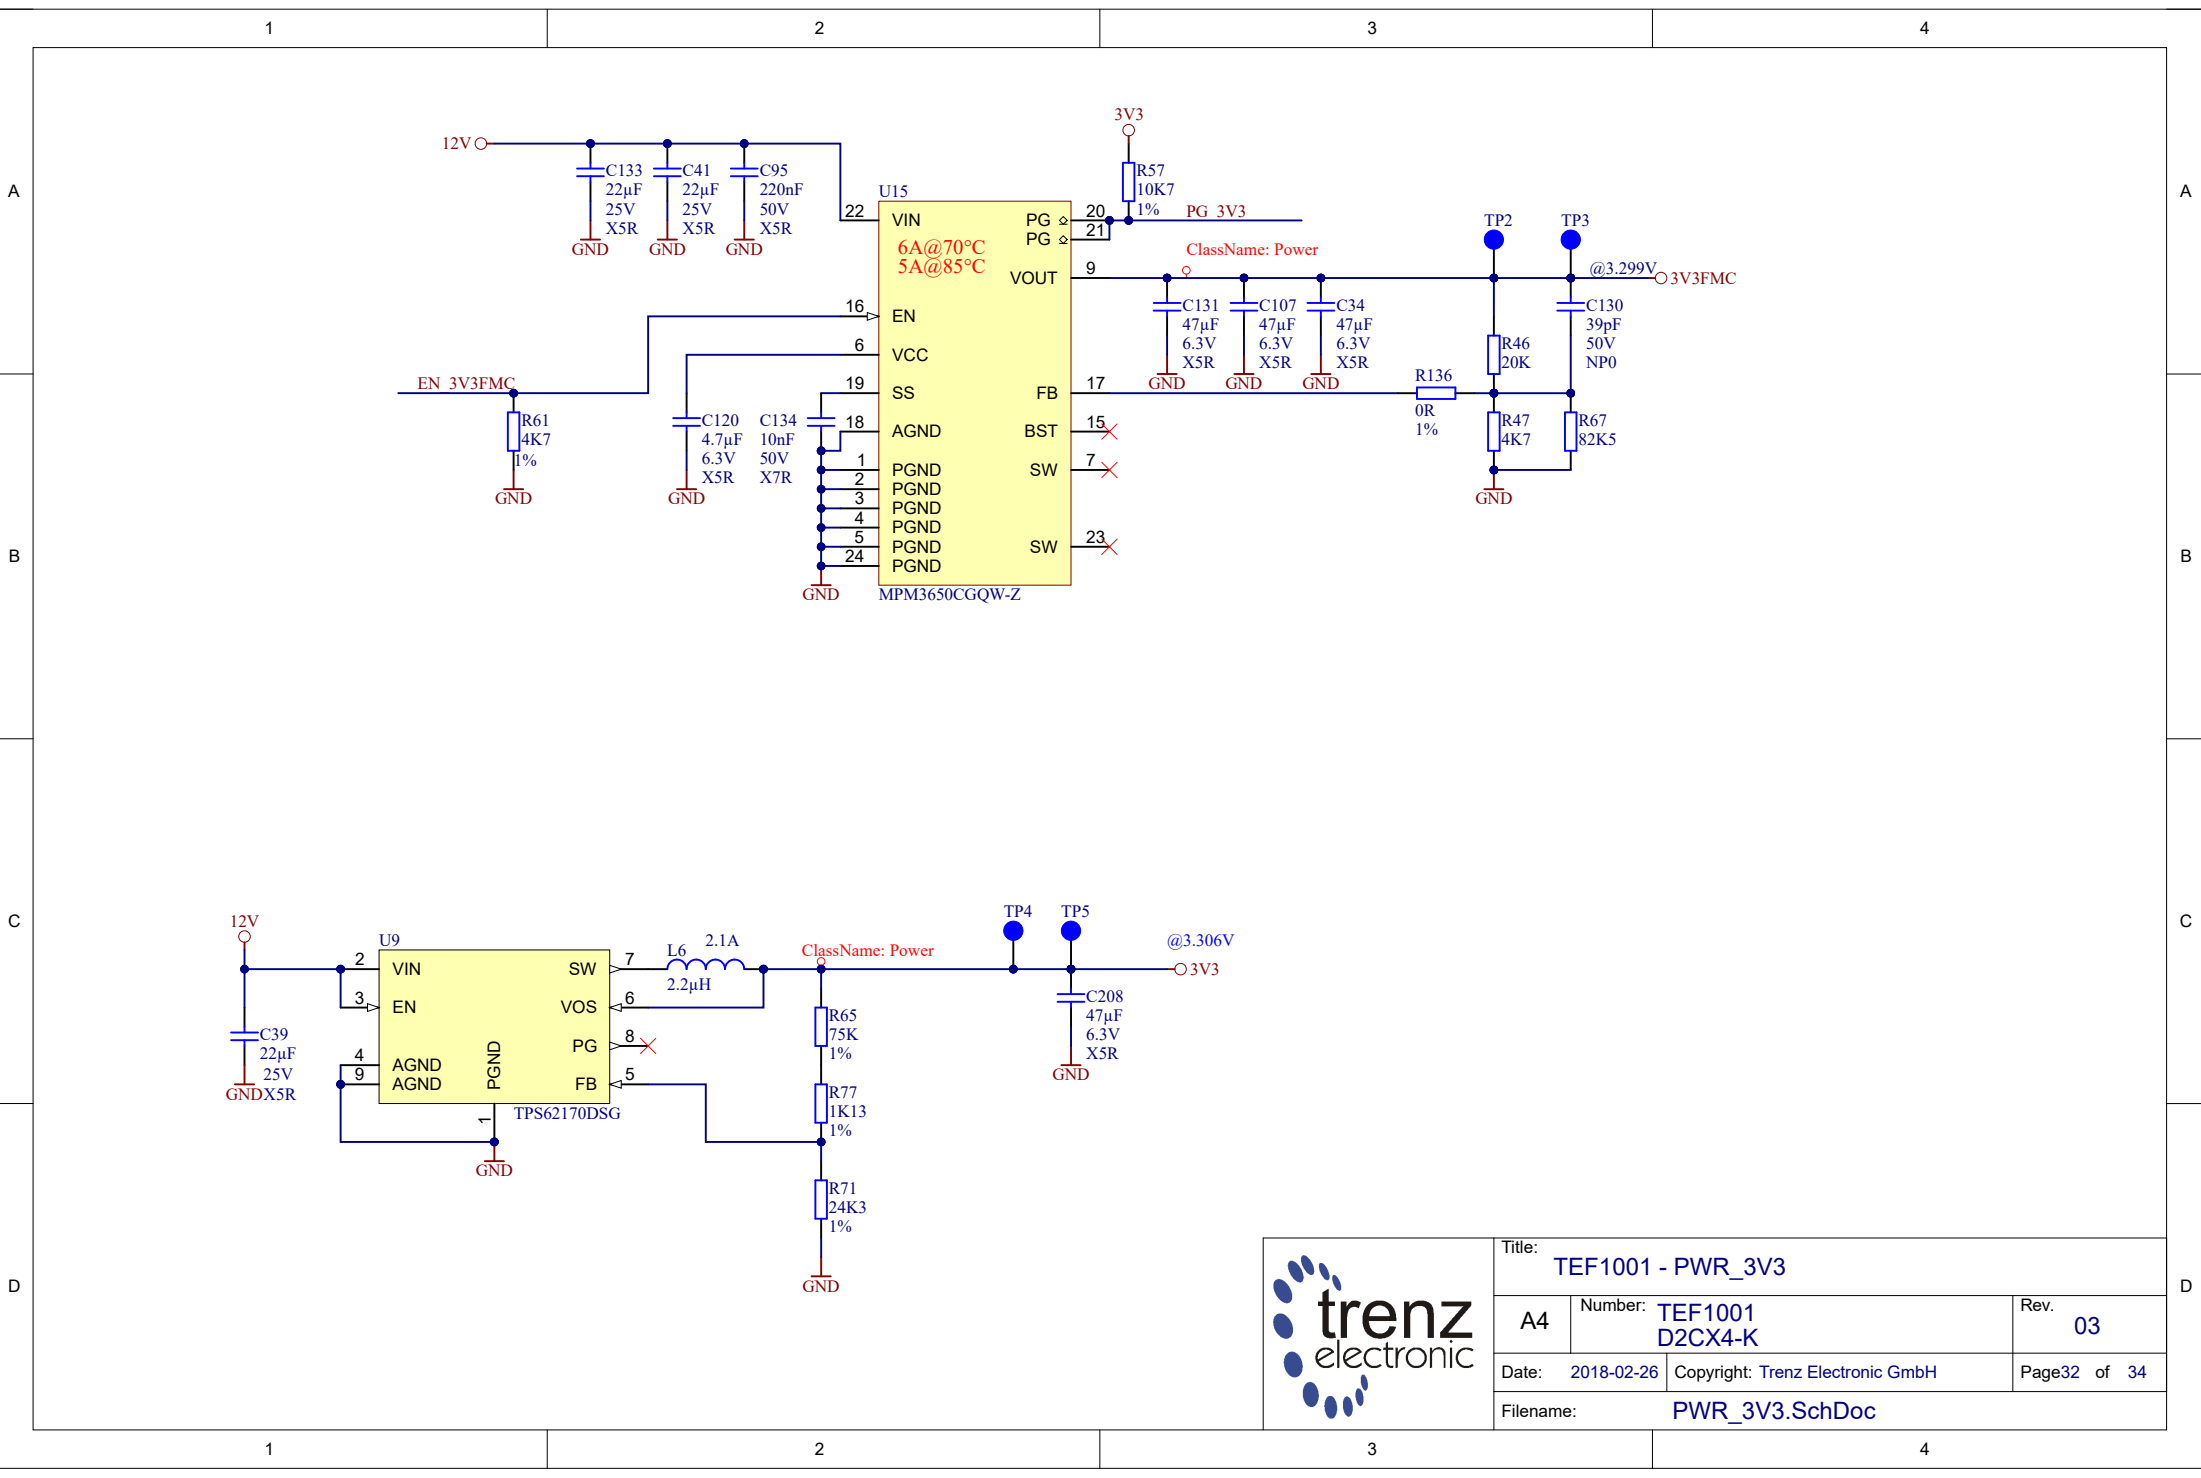 1 2 3 4
A A
B B
C C
D D
12V
C133
22µF
25V
X5R
GND
C41
22µF
25V
X5R
GND
C95
220nF
50V
X5R
GND
U15
6A@70°C
5A@85°C
22 VIN
16 EN
6 VCC
19 SS
18 AGND
1 PGND
2 PGND
3 PGND
4 PGND
5 PGND
24 PGND
PG 20
PG 21
VOUT 9
FB 17
BST 15
SW 7
SW 23
MPM3650CGQW-Z
3V3
R57
10K7
1%
PG_3V3
ClassName: Power
TP2
TP3
@3.299V
3V3FMC
C131
47µF
6.3V
X5R
GND
C107
47µF
6.3V
X5R
GND
C34
47µF
6.3V
X5R
GND
R46
20K
C130
39pF
50V
NP0
R136
0R
1%
R47
4K7
R67
82K5
GND
EN_3V3FMC
R61
4K7
1%
GND
C120
4.7µF
6.3V
X5R
GND
C134
10nF
50V
X7R
GND
12V
C39
22µF
25V
X5R
GND
U9
2 VIN
3 EN
4 AGND
9 AGND
PGND
1
SW 7
VOS 6
PG 8
FB 5
TPS62170DSG
GND
L6
2.1A
2.2µH
ClassName: Power
R65
75K
1%
R77
1K13
1%
R71
24K3
1%
GND
TP4
TP5
@3.306V
3V3
C208
47µF
6.3V
X5R
GND
trenz
electronic
Title:
TEF1001 - PWR_3V3
A4
Number: TEF1001
D2CX4-K
Rev.
03
Date: 2018-02-26
Copyright: Trenz Electronic GmbH
Page32 of 34
Filename: PWR_3V3.SchDoc
1 2 3 4